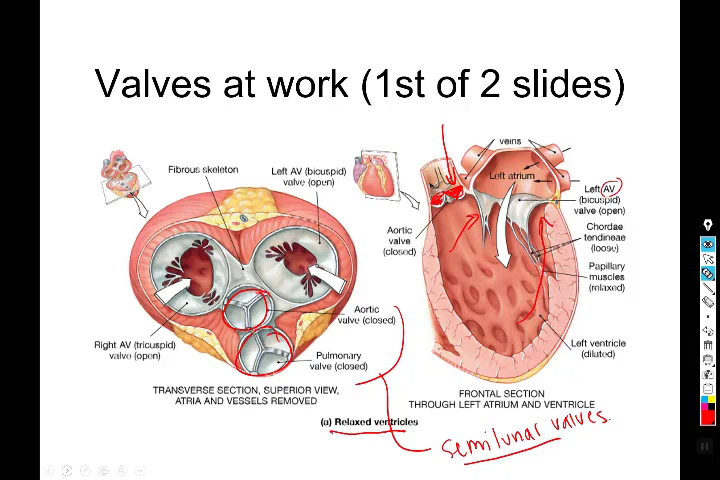 Valves at work (1st of 2 slides)
Fibrous skeleton
Left AV (bicuspid)
valve (open)
Aortic
valve (closed)
Right AV (tricuspid)
valve (open)
Pulmonary
valve (closed)
TRANSVERSE SECTION, SUPERIOR VIEW,
ATRIA AND VESSELS REMOVED
veins
Left atrium
Left AV
(bicuspid)
valve (open)
Aortic
valve
(closed)
Chordae
tendineae
(loose)
Papillary
muscles
(relaxed)
Left ventricle
(dilated)
FRONTAL SECTION
THROUGH LEFT ATRIUM AND VENTRICLE
(a) Relaxed ventricles
semilunar valves.